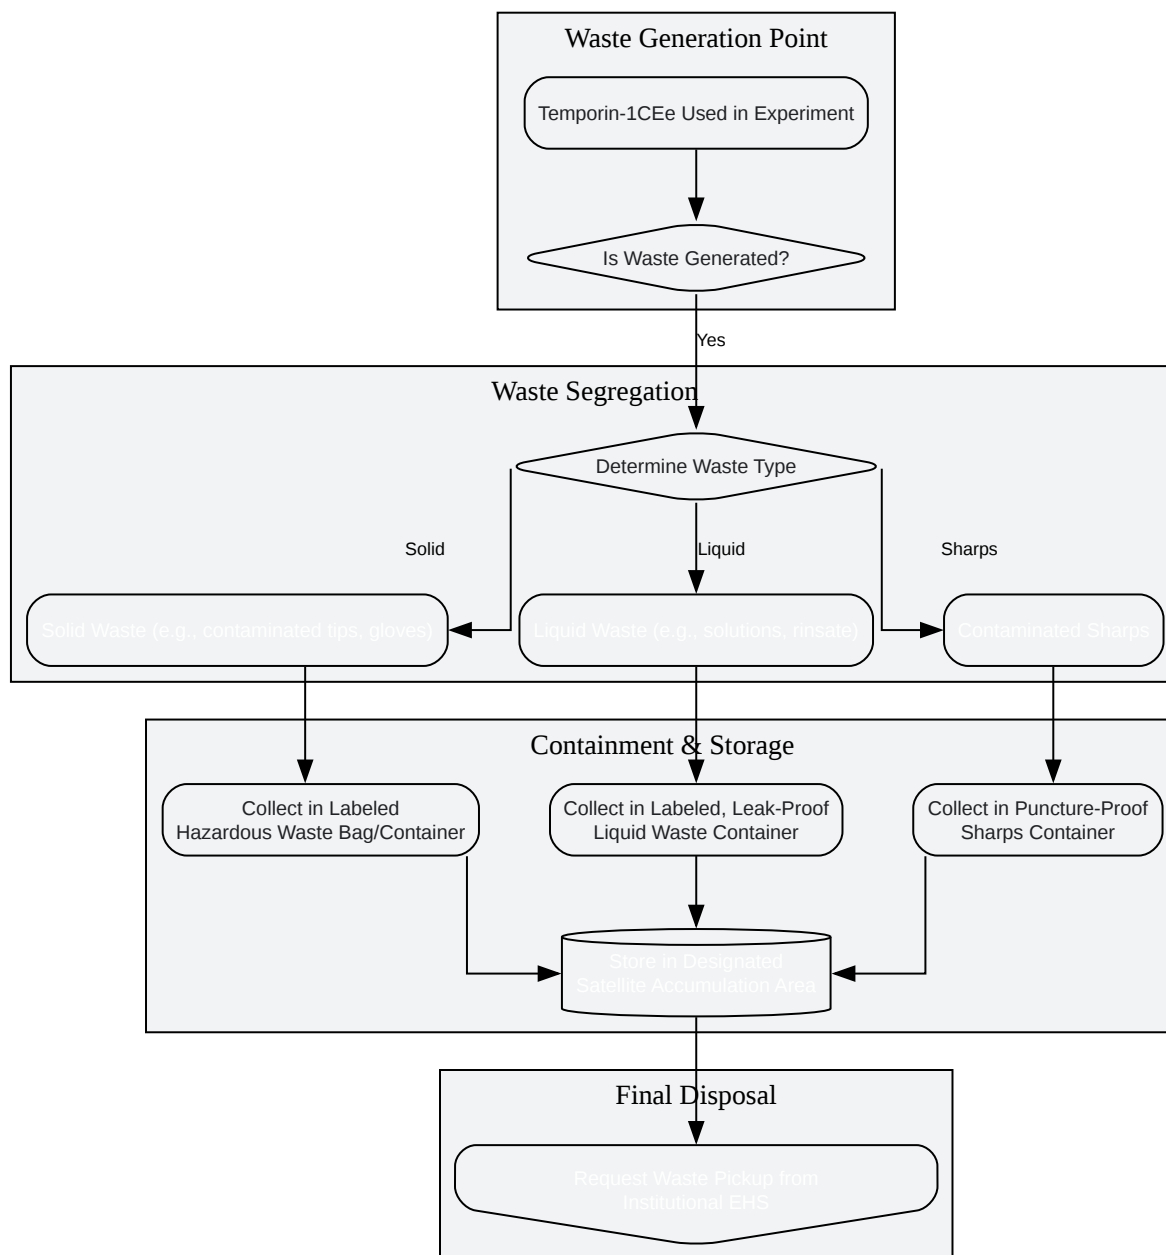 Waste Generation Point
Temporin-1CEe Used in Experiment
Is Waste Generated?
Yes
Waste Segregation
Determine Waste Type
Solid
Liquid
Sharps
Solid Waste (e.g., contaminated tips, gloves)
Liquid Waste (e.g., solutions, rinsate)
Contaminated Sharps
Containment & Storage
Collect in Labeled
Hazardous Waste Bag/Container
Collect in Labeled, Leak-Proof
Liquid Waste Container
Collect in Puncture-Proof
Sharps Container
Store in Designated
Satellite Accumulation Area
Final Disposal
Request Waste Pickup from
Institutional EHS